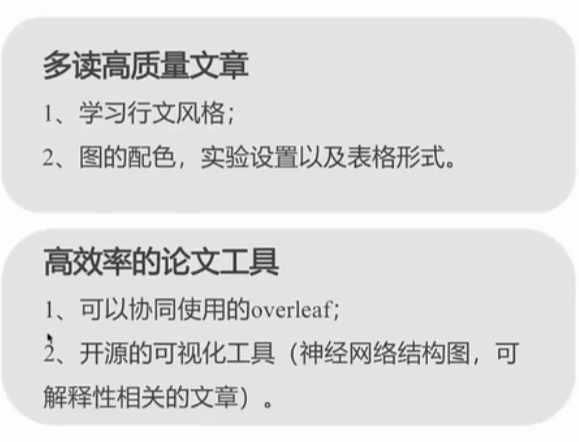 多读高质量文章
1、学习行文风格；
2、图的配色，实验设置以及表格形式。
高效率的论文工具
1、可以协同使用的overleaf；
2、开源的可视化工具（神经网络结构图，可
解释性相关的文章）。